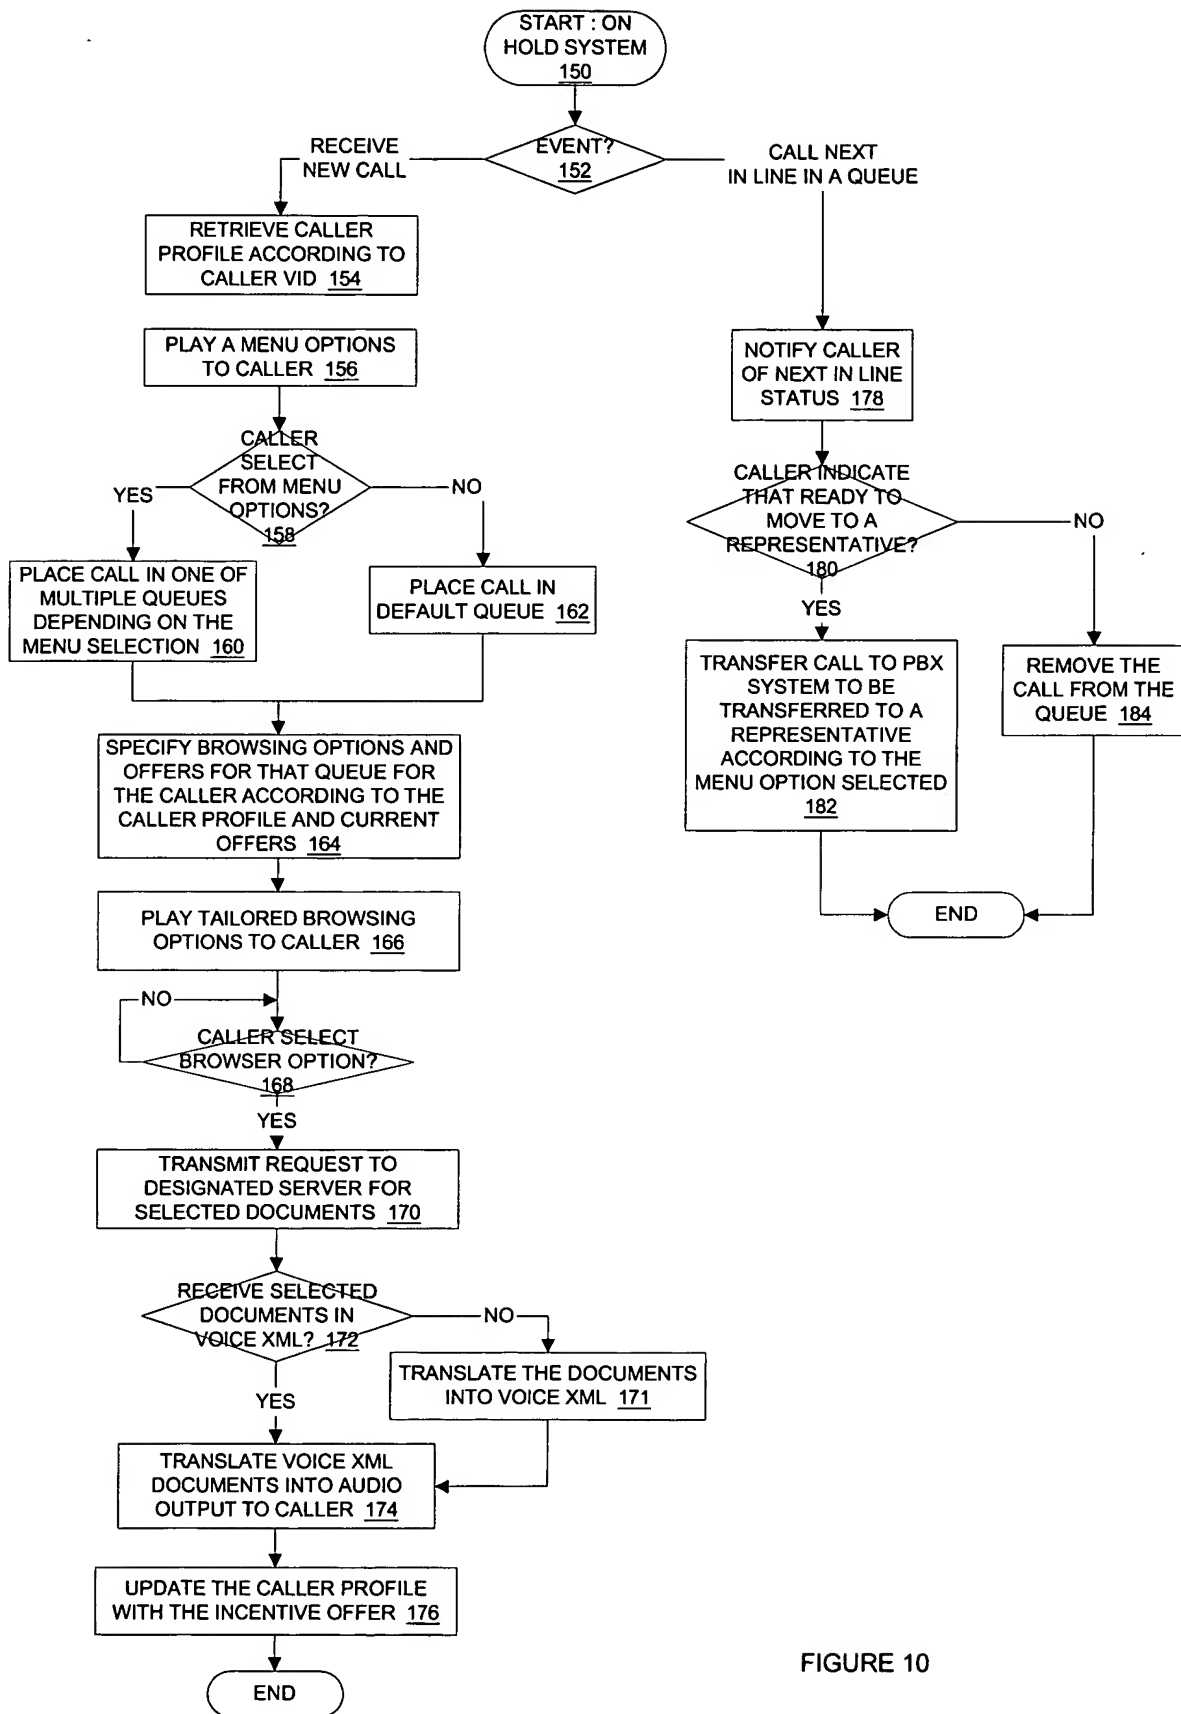 START : ON
HOLD SYSTEM
150
EVENT?
152
RECEIVE
NEW CALL
CALL NEXT
IN LINE IN A QUEUE
RETRIEVE CALLER
PROFILE ACCORDING TO
CALLER VID 154
PLAY A MENU OPTIONS
TO CALLER 156
CALLER
SELECT
FROM MENU
OPTIONS?
158
YES
NO
PLACE CALL IN ONE OF
MULTIPLE QUEUES
DEPENDING ON THE
MENU SELECTION 160
PLACE CALL IN
DEFAULT QUEUE 162
SPECIFY BROWSING OPTIONS AND
OFFERS FOR THAT QUEUE FOR
THE CALLER ACCORDING TO THE
CALLER PROFILE AND CURRENT
OFFERS 164
PLAY TAILORED BROWSING
OPTIONS TO CALLER 166
NO
CALLER SELECT
BROWSER OPTION?
168
YES
TRANSMIT REQUEST TO
DESIGNATED SERVER FOR
SELECTED DOCUMENTS 170
RECEIVE SELECTED
DOCUMENTS IN
VOICE XML? 172
NO
YES
TRANSLATE THE DOCUMENTS
INTO VOICE XML 171
TRANSLATE VOICE XML
DOCUMENTS INTO AUDIO
OUTPUT TO CALLER 174
UPDATE THE CALLER PROFILE
WITH THE INCENTIVE OFFER 176
END
NOTIFY CALLER
OF NEXT IN LINE
STATUS 178
CALLER INDICATE
THAT READY TO
MOVE TO A
REPRESENTATIVE?
180
NO
YES
TRANSFER CALL TO PBX
SYSTEM TO BE
TRANSFERRED TO A
REPRESENTATIVE
ACCORDING TO THE
MENU OPTION SELECTED
182
REMOVE THE
CALL FROM THE
QUEUE 184
END
FIGURE 10